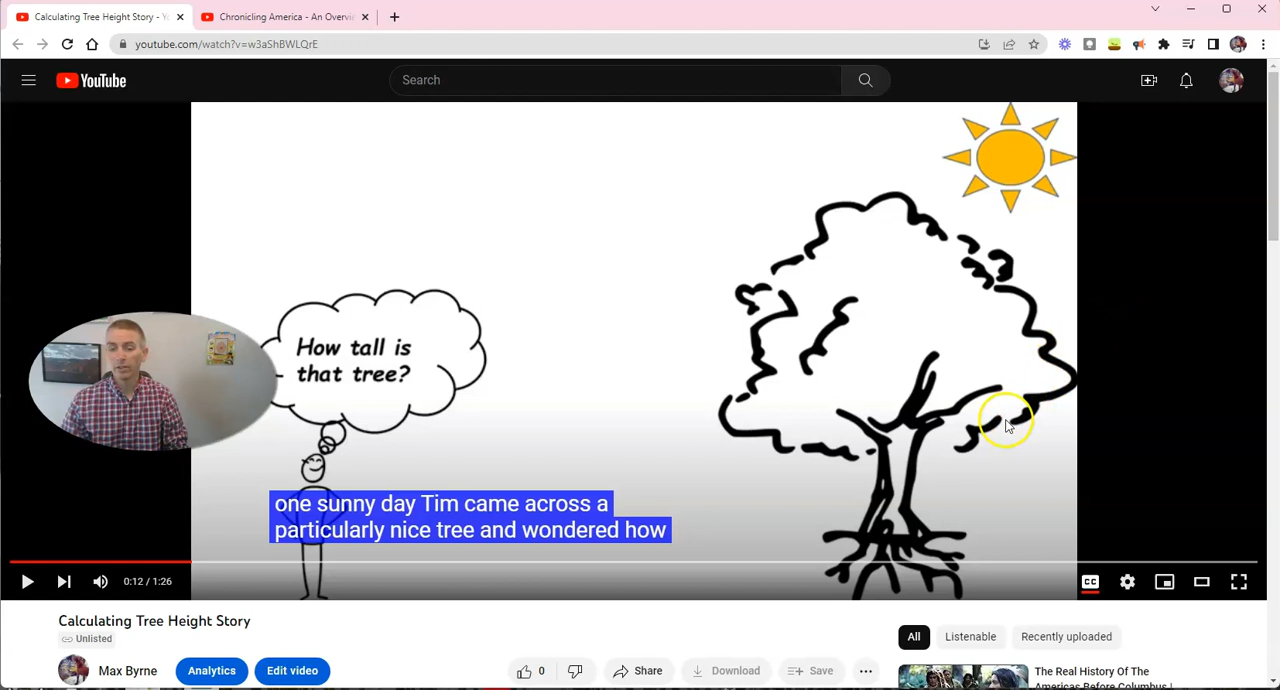 Calculating Tree Height Story - Y
Chronicling America - An Overvi
youtube.com/watch?v=w3aShBWLQrE
YouTube
Search
How tall is
that tree?
one sunny day Tim came across a
particularly nice tree and wondered how
0:12 / 1:26
CC
Calculating Tree Height Story
Unlisted
All
Listenable
Recently uploaded
Max Byrne
Analytics
Edit video
0
Share
Download
Save
The Real History Of The
Americas Before Columbus |